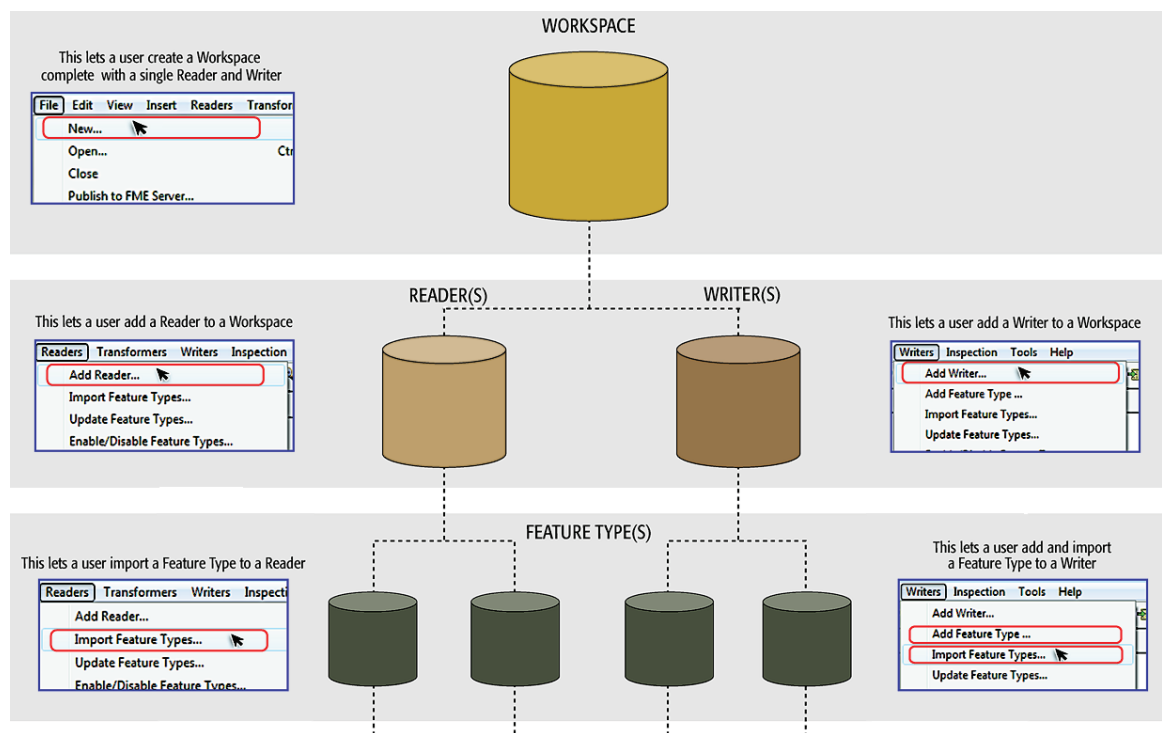 WORKSPACE
This lets a user create a Workspace
complete with a single Reader and Writer
File Edit View Insert Readers Transfor
New...
Open... Ctr
Close
Publish to FME Server...
READER(S)
WRITER(S)
This lets a user add a Reader to a Workspace
Readers Transformers Writers Inspection
Add Reader...
Import Feature Types...
Update Feature Types...
Enable/Disable Feature Types...
This lets a user add a Writer to a Workspace
Writers Inspection Tools Help
Add Writer...
Add Feature Type ...
Import Feature Types...
Update Feature Types...
FEATURE TYPE(S)
This lets a user import a Feature Type to a Reader
Readers Transformers Writers Inspecti
Add Reader...
Import Feature Types...
Update Feature Types...
Enable/Disable Feature Types...
This lets a user add and import
a Feature Type to a Writer
Writers Inspection Tools Help
Add Writer...
Add Feature Type ...
Import Feature Types...
Update Feature Types...